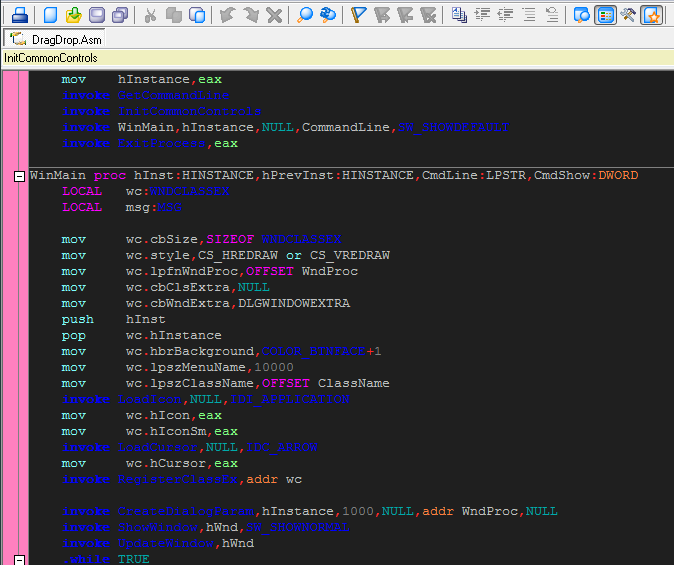 DragDrop.Asm
InitCommonControls
mov hInstance,eax
invoke GetCommandLine
invoke InitCommonControls
invoke WinMain,hInstance,NULL,CommandLine,SW_SHOWDEFAULT
invoke ExitProcess,eax
WinMain proc hInst:HINSTANCE,hPrevInst:HINSTANCE,CmdLine:LPSTR,CmdShow:DWORD
LOCAL wc:WNDCLASSEX
LOCAL msg:MSG
mov wc.cbSize,SIZEOF WNDCLASSEX
mov wc.style,CS_HREDRAW or CS_VREDRAW
mov wc.lpfnWndProc,OFFSET WndProc
mov wc.cbClsExtra,NULL
mov wc.cbWndExtra,DLGWINDOWEXTRA
push hInst
pop wc.hInstance
mov wc.hbrBackground,COLOR_BTNFACE+1
mov wc.lpszMenuName,10000
mov wc.lpszClassName,OFFSET ClassName
invoke LoadIcon,NULL,IDI_APPLICATION
mov wc.hIcon,eax
mov wc.hIconSm,eax
invoke LoadCursor,NULL,IDC_ARROW
mov wc.hCursor,eax
invoke RegisterClassEx,addr wc
invoke CreateDialogParam,hInstance,1000,NULL,addr WndProc,NULL
invoke ShowWindow,hWnd,SW_SHOWNORMAL
invoke UpdateWindow,hWnd
.while TRUE